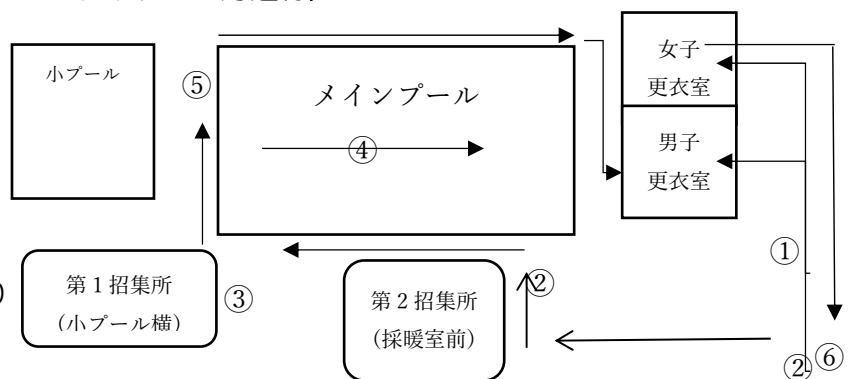 小プール
⑤
メインプール
④
女子
更衣室
男子
更衣室
①
第1招集所
(小プール横)
③
第2招集所
(採暖室前)
②
②
⑥